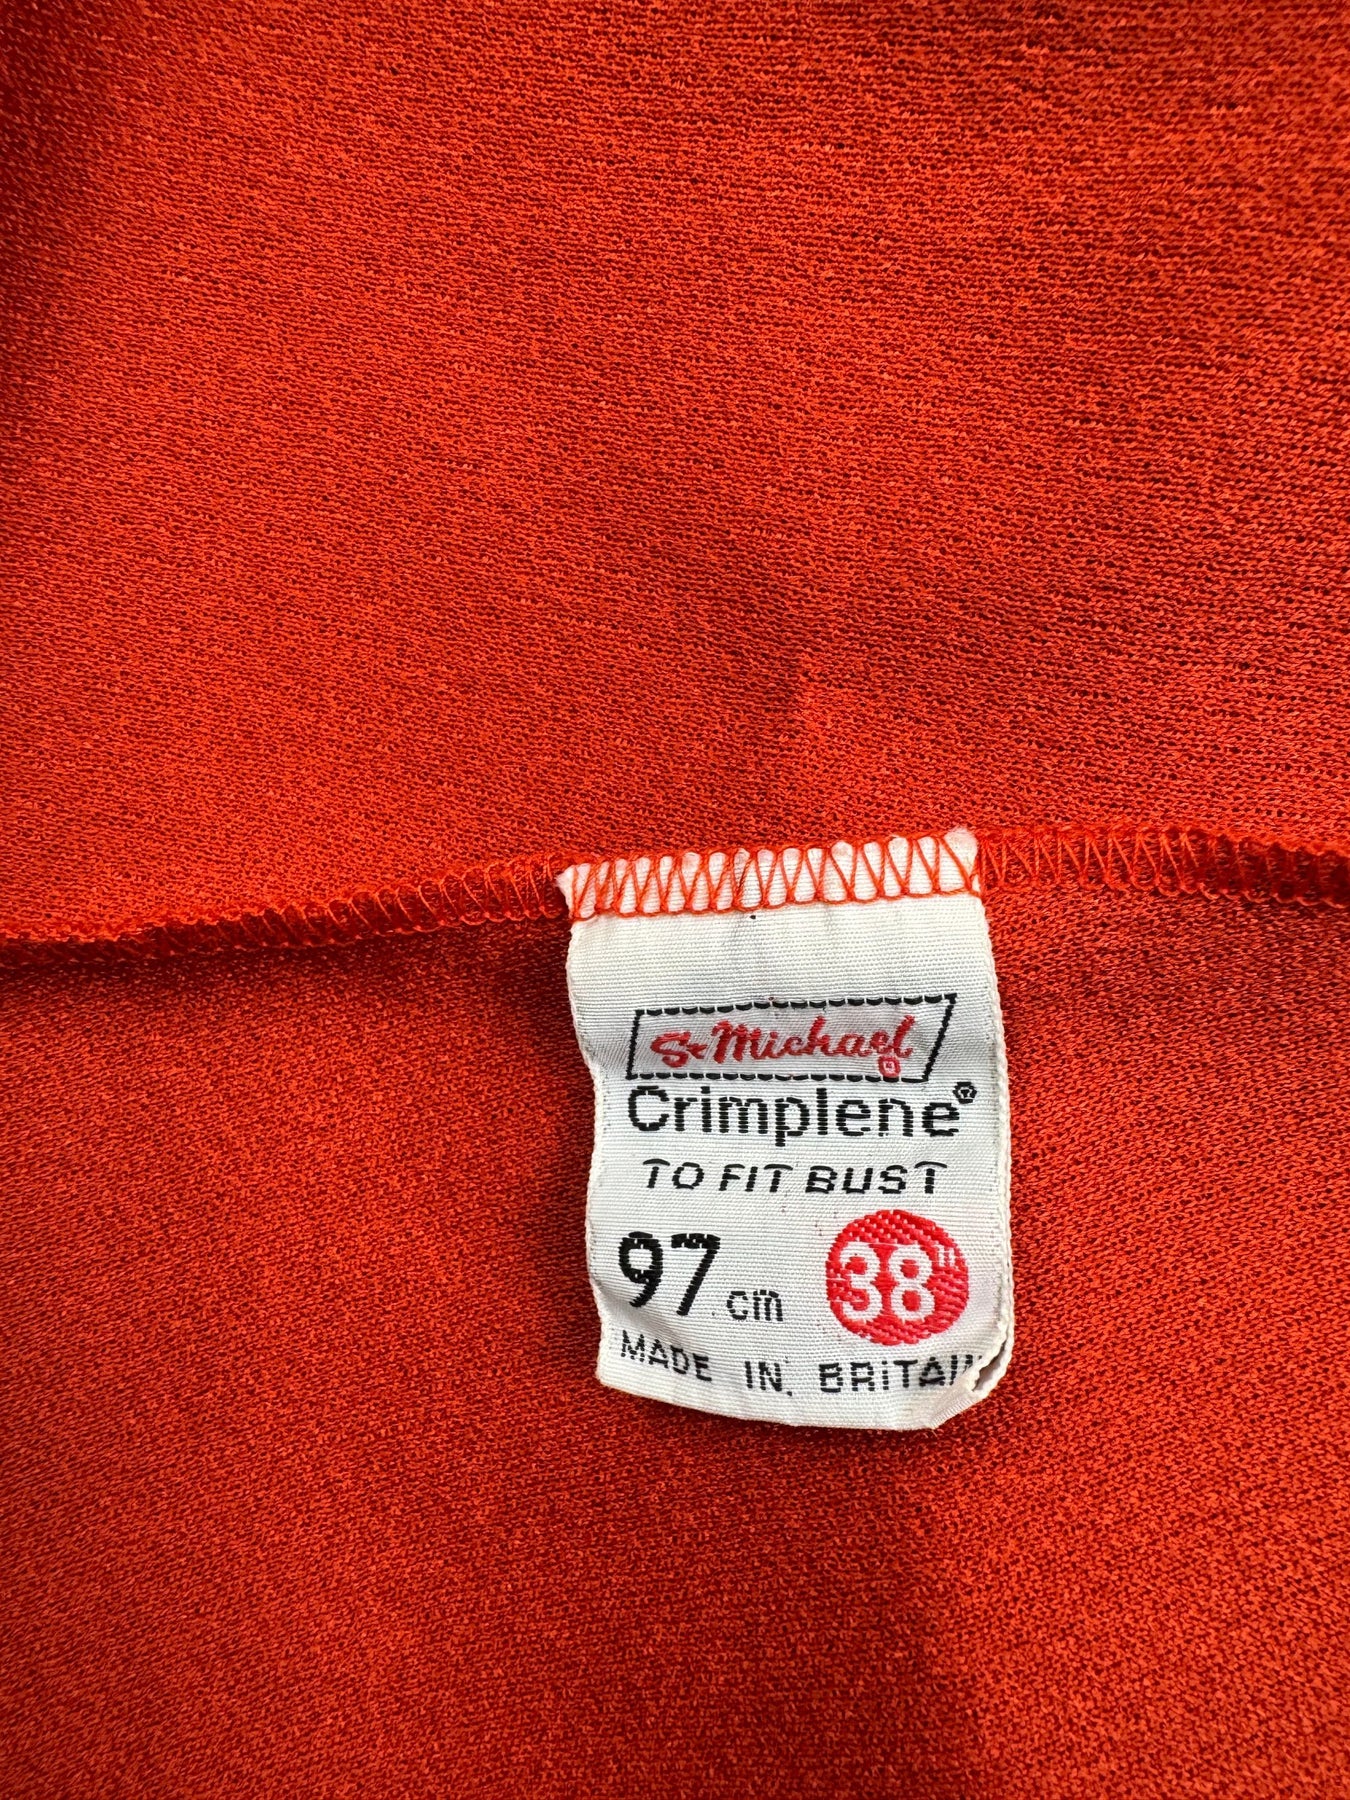 St Michael ®
Crimplene®
TO FIT BUST
97 cm 38"
MADE IN BRITAIN